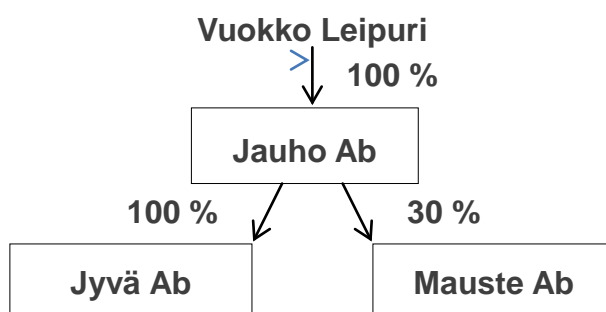 Vuokko Leipuri
100 %
Jauho Ab
100 % 30 %
Jyvä Ab Mauste Ab